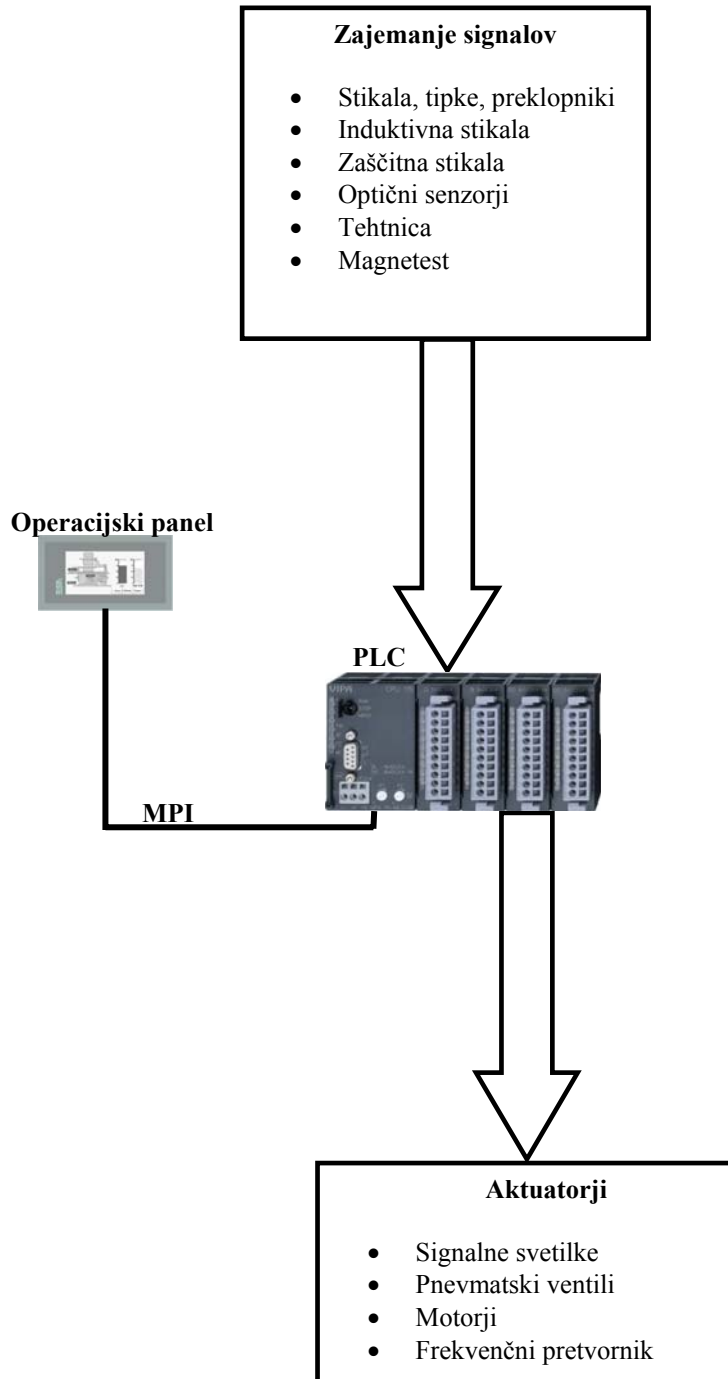 Zajemanje signalov
• Stikala, tipke, preklopniki
• Induktivna stikala
• Zaščitna stikala
• Optični senzorji
• Tehtnica
• Magnetest
Operacijski panel
PLC
VIPA
MPI
Aktuatorji
• Signalne svetilke
• Pnevmatski ventili
• Motorji
• Frekvenčni pretvornik